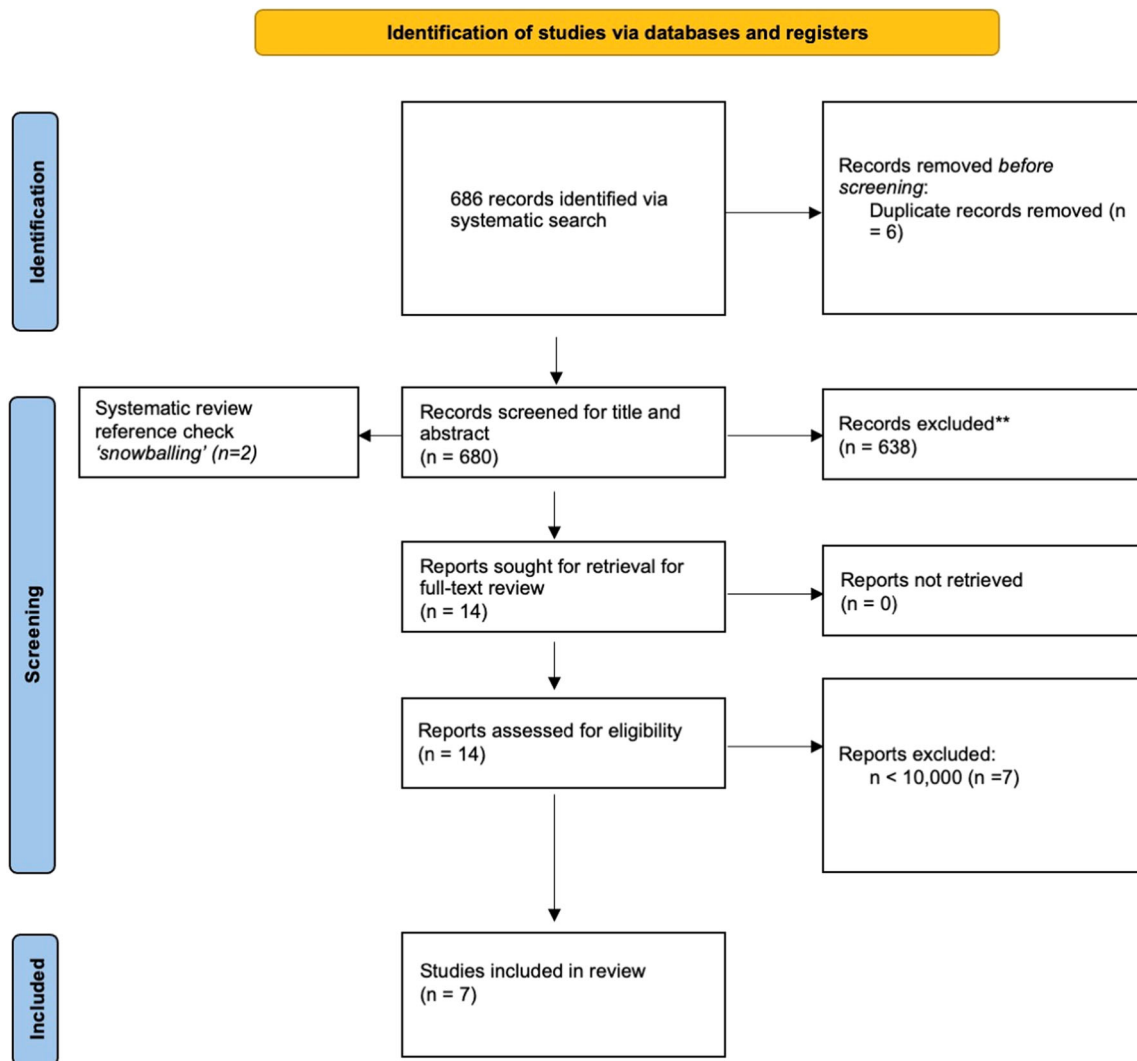 Identification of studies via databases and registers
Identification
686 records identified via
systematic search
Records removed before
screening:
Duplicate records removed (n
= 6)
Screening
Systematic review
reference check
‘snowballing’ (n=2)
Records screened for title and
abstract
(n = 680)
Records excluded**
(n = 638)
Reports sought for retrieval for
full-text review
(n = 14)
Reports not retrieved
(n = 0)
Reports assessed for eligibility
(n = 14)
Reports excluded:
n < 10,000 (n =7)
Included
Studies included in review
(n = 7)